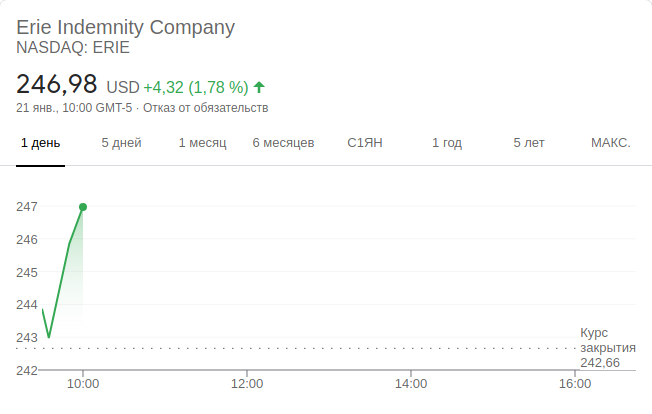 Erie Indemnity Company
NASDAQ: ERIE
246,98 USD +4,32 (1,78 %)
21 янв., 10:00 GMT-5 · Отказ от обязательств
1 день 5 дней 1 месяц 6 месяцев С1ЯН 1 год 5 лет МАКС.
247
246
245
244
243
Курс
закрытия
242,66
242
10:00 12:00 14:00 16:00